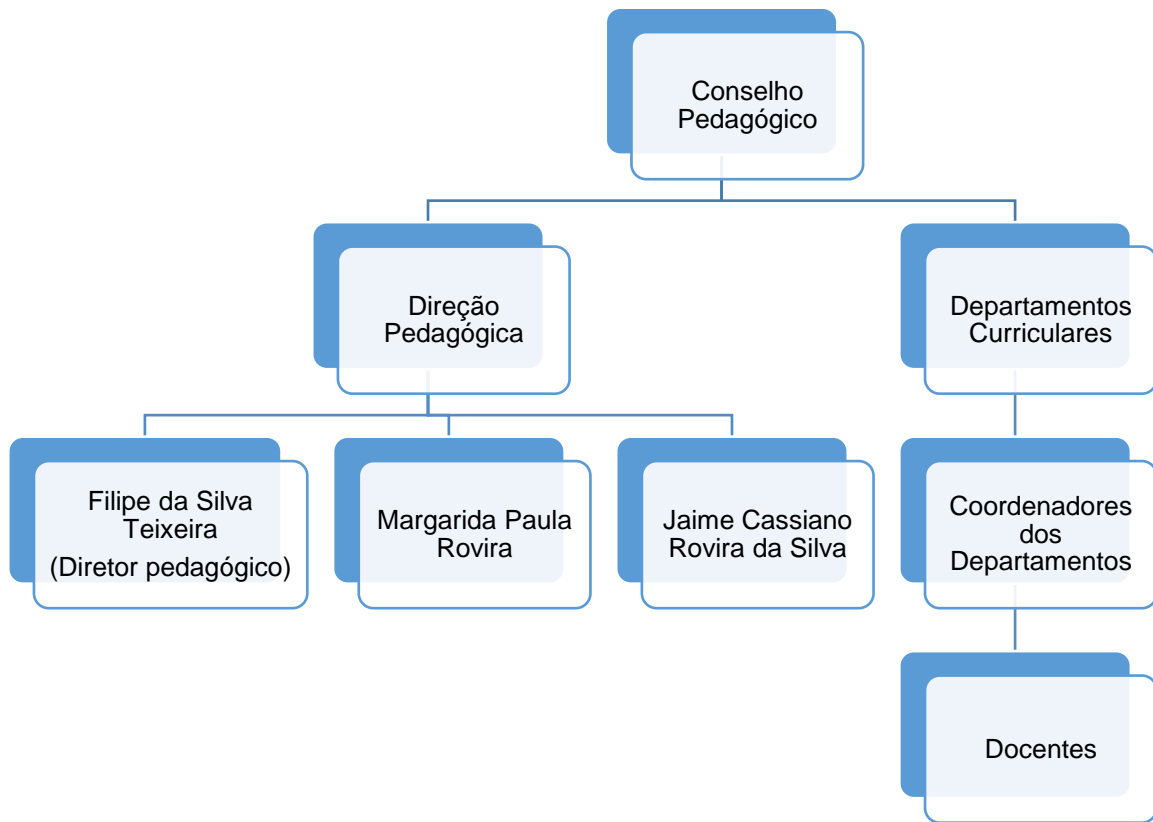 Conselho
Pedagógico
Direção
Pedagógica
Departamentos
Curriculares
Filipe da Silva
Teixeira
(Diretor pedagógico)
Margarida Paula
Rovira
Jaime Cassiano
Rovira da Silva
Coordenadores
dos
Departamentos
Docentes